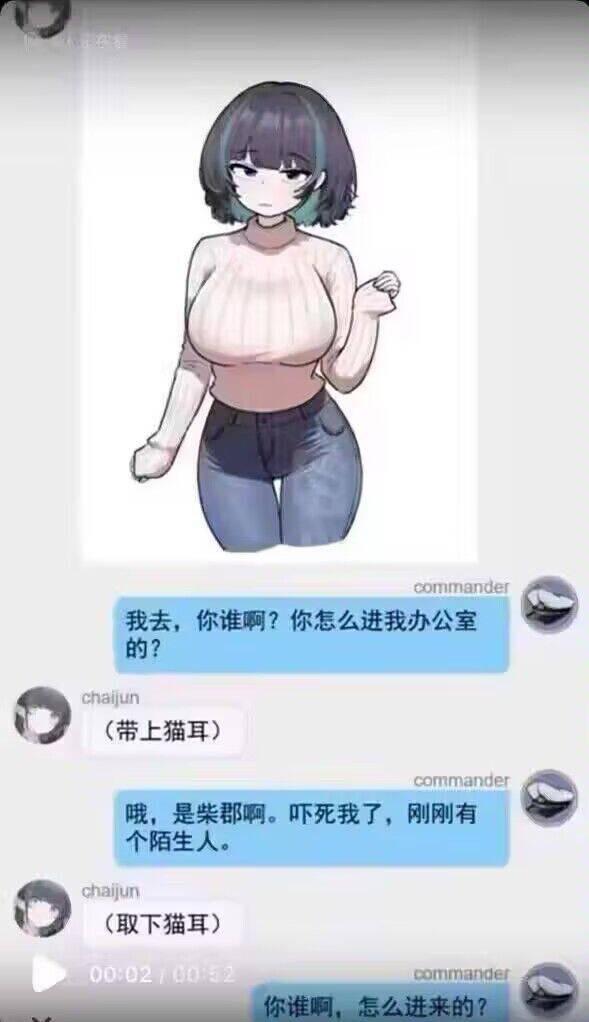 commander
我去，你谁啊？你怎么进我办公室
的？
chaijun
（带上猫耳）
commander
哦，是柴郡啊。吓死我了，刚刚有
个陌生人。
chaijun
（取下猫耳）
00:02 / 00:52
commander
你谁啊，怎么进来的？